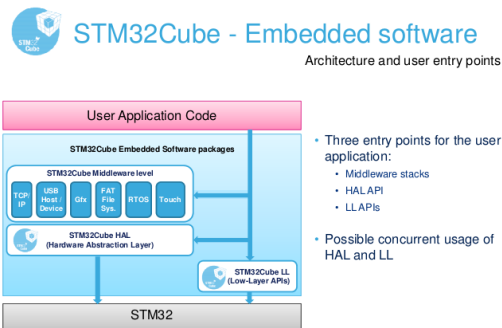 STM32
Cube
STM32Cube - Embedded software
Architecture and user entry points
User Application Code
STM32Cube Embedded Software packages
STM32Cube Middleware level
TCP/
IP
USB
Host /
Device
Gfx
FAT
File
Sys.
RTOS
Touch
STM32Cube HAL
(Hardware Abstraction Layer)
STM32Cube LL
(Low-Layer APIs)
STM32
• Three entry points for the user
application:
• Middleware stacks
• HAL API
• LL APIs
• Possible concurrent usage of
HAL and LL